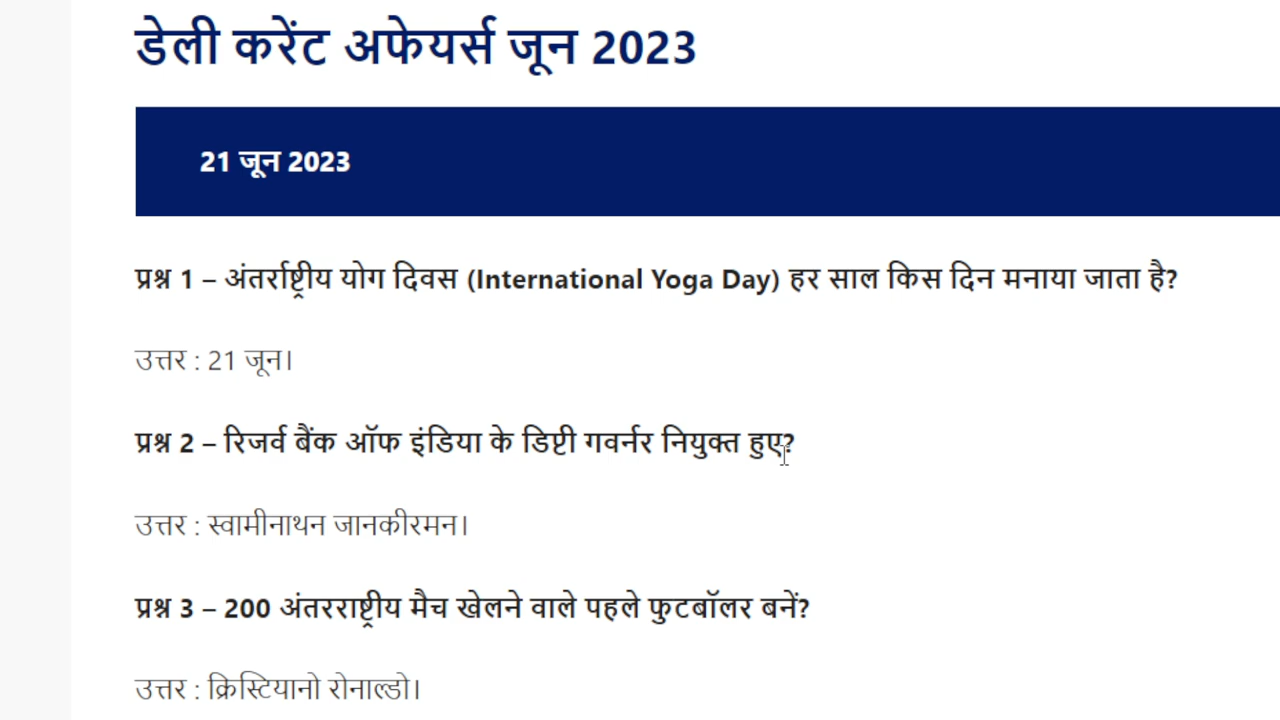 डेली करेंट अफेयर्स जून 2023
21 जून 2023
प्रश्न 1 – अंतर्राष्ट्रीय योग दिवस (International Yoga Day) हर साल किस दिन मनाया जाता है?
उत्तर : 21 जून।
प्रश्न 2 – रिजर्व बैंक ऑफ इंडिया के डिप्टी गवर्नर नियुक्त हुए?
उत्तर : स्वामीनाथन जानकीरमन।
प्रश्न 3 – 200 अंतरराष्ट्रीय मैच खेलने वाले पहले फुटबॉलर बनें?
उत्तर : क्रिस्टियानो रोनाल्डो।